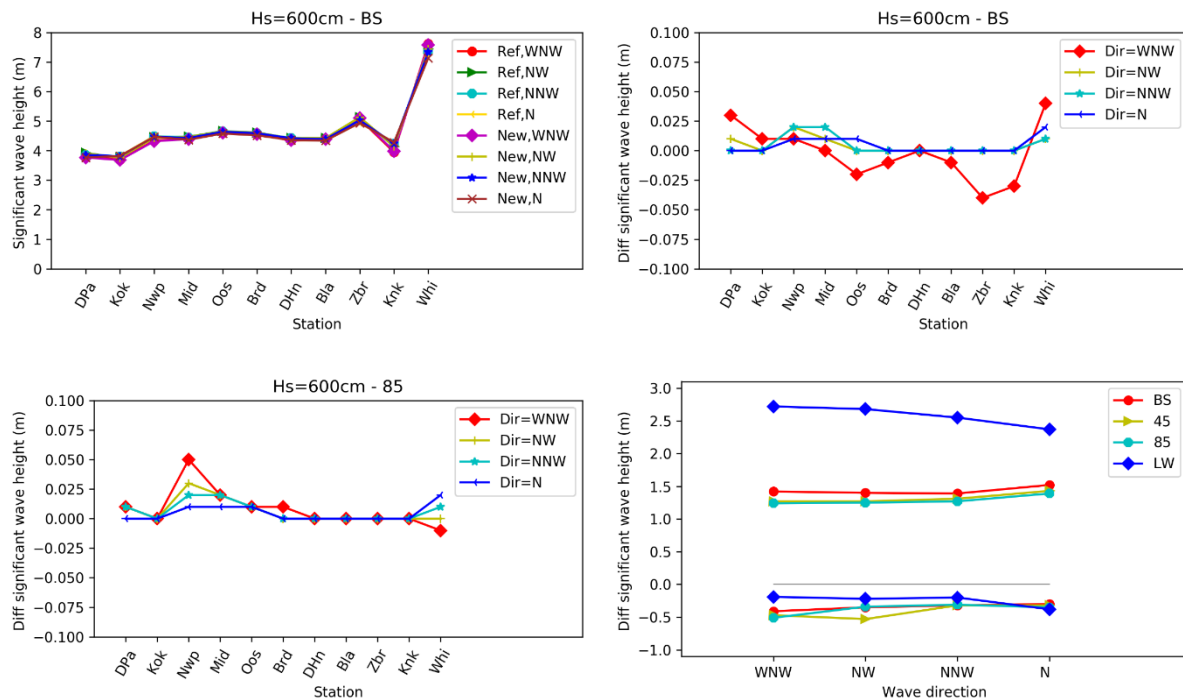 Hs=600cm - BS
Significant wave height (m)
8
7
6
5
4
3
2
1
0
Ref,WNW
Ref,NW
Ref,NNW
Ref,N
New,WNW
New,NW
New,NNW
New,N
DPa
Kok
Nwp
Mid
Oos
Brd
DHn
Bla
Zbr
Knk
Whi
Station
Hs=600cm - BS
Diff significant wave height (m)
0.100
0.075
0.050
0.025
0.000
−0.025
−0.050
−0.075
−0.100
Dir=WNW
Dir=NW
Dir=NNW
Dir=N
DPa
Kok
Nwp
Mid
Oos
Brd
DHn
Bla
Zbr
Knk
Whi
Station
Hs=600cm - 85
Diff significant wave height (m)
0.100
0.075
0.050
0.025
0.000
−0.025
−0.050
−0.075
−0.100
Dir=WNW
Dir=NW
Dir=NNW
Dir=N
DPa
Kok
Nwp
Mid
Oos
Brd
DHn
Bla
Zbr
Knk
Whi
Station
Diff significant wave height (m)
3.0
2.5
2.0
1.5
1.0
0.5
0.0
−0.5
−1.0
BS
45
85
LW
WNW
NW
NNW
N
Wave direction